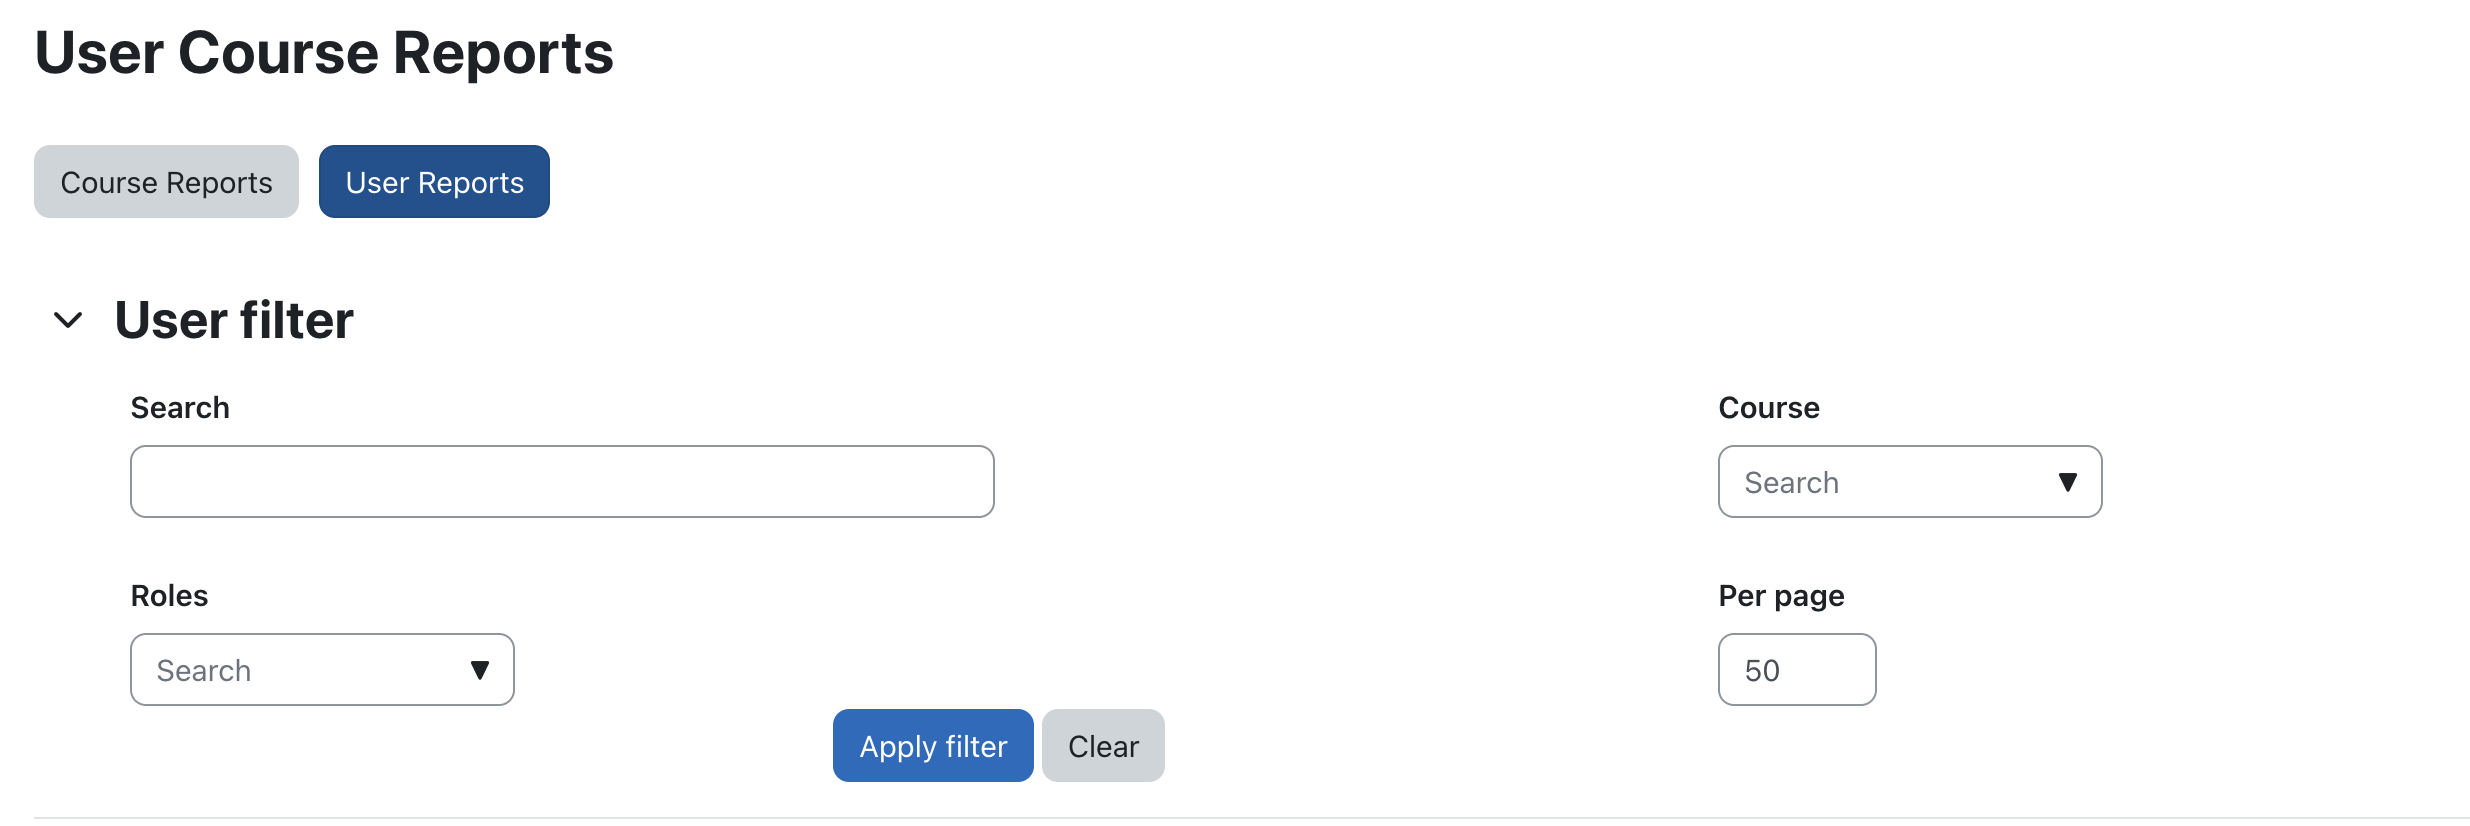 User Course Reports
Course Reports
User Reports
User filter
Search
Course
Search
Roles
Per page
Search
50
Apply filter
Clear